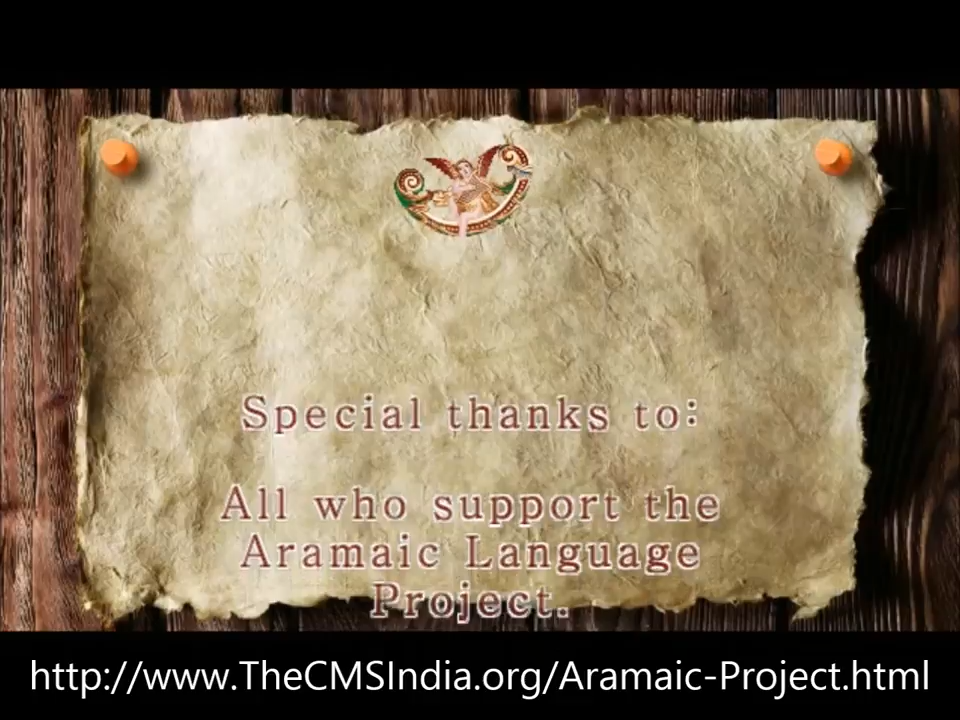 Special thanks to:
All who support the
Aramaic Language
Project.
http://www.TheCMSIndia.org/Aramaic-Project.html